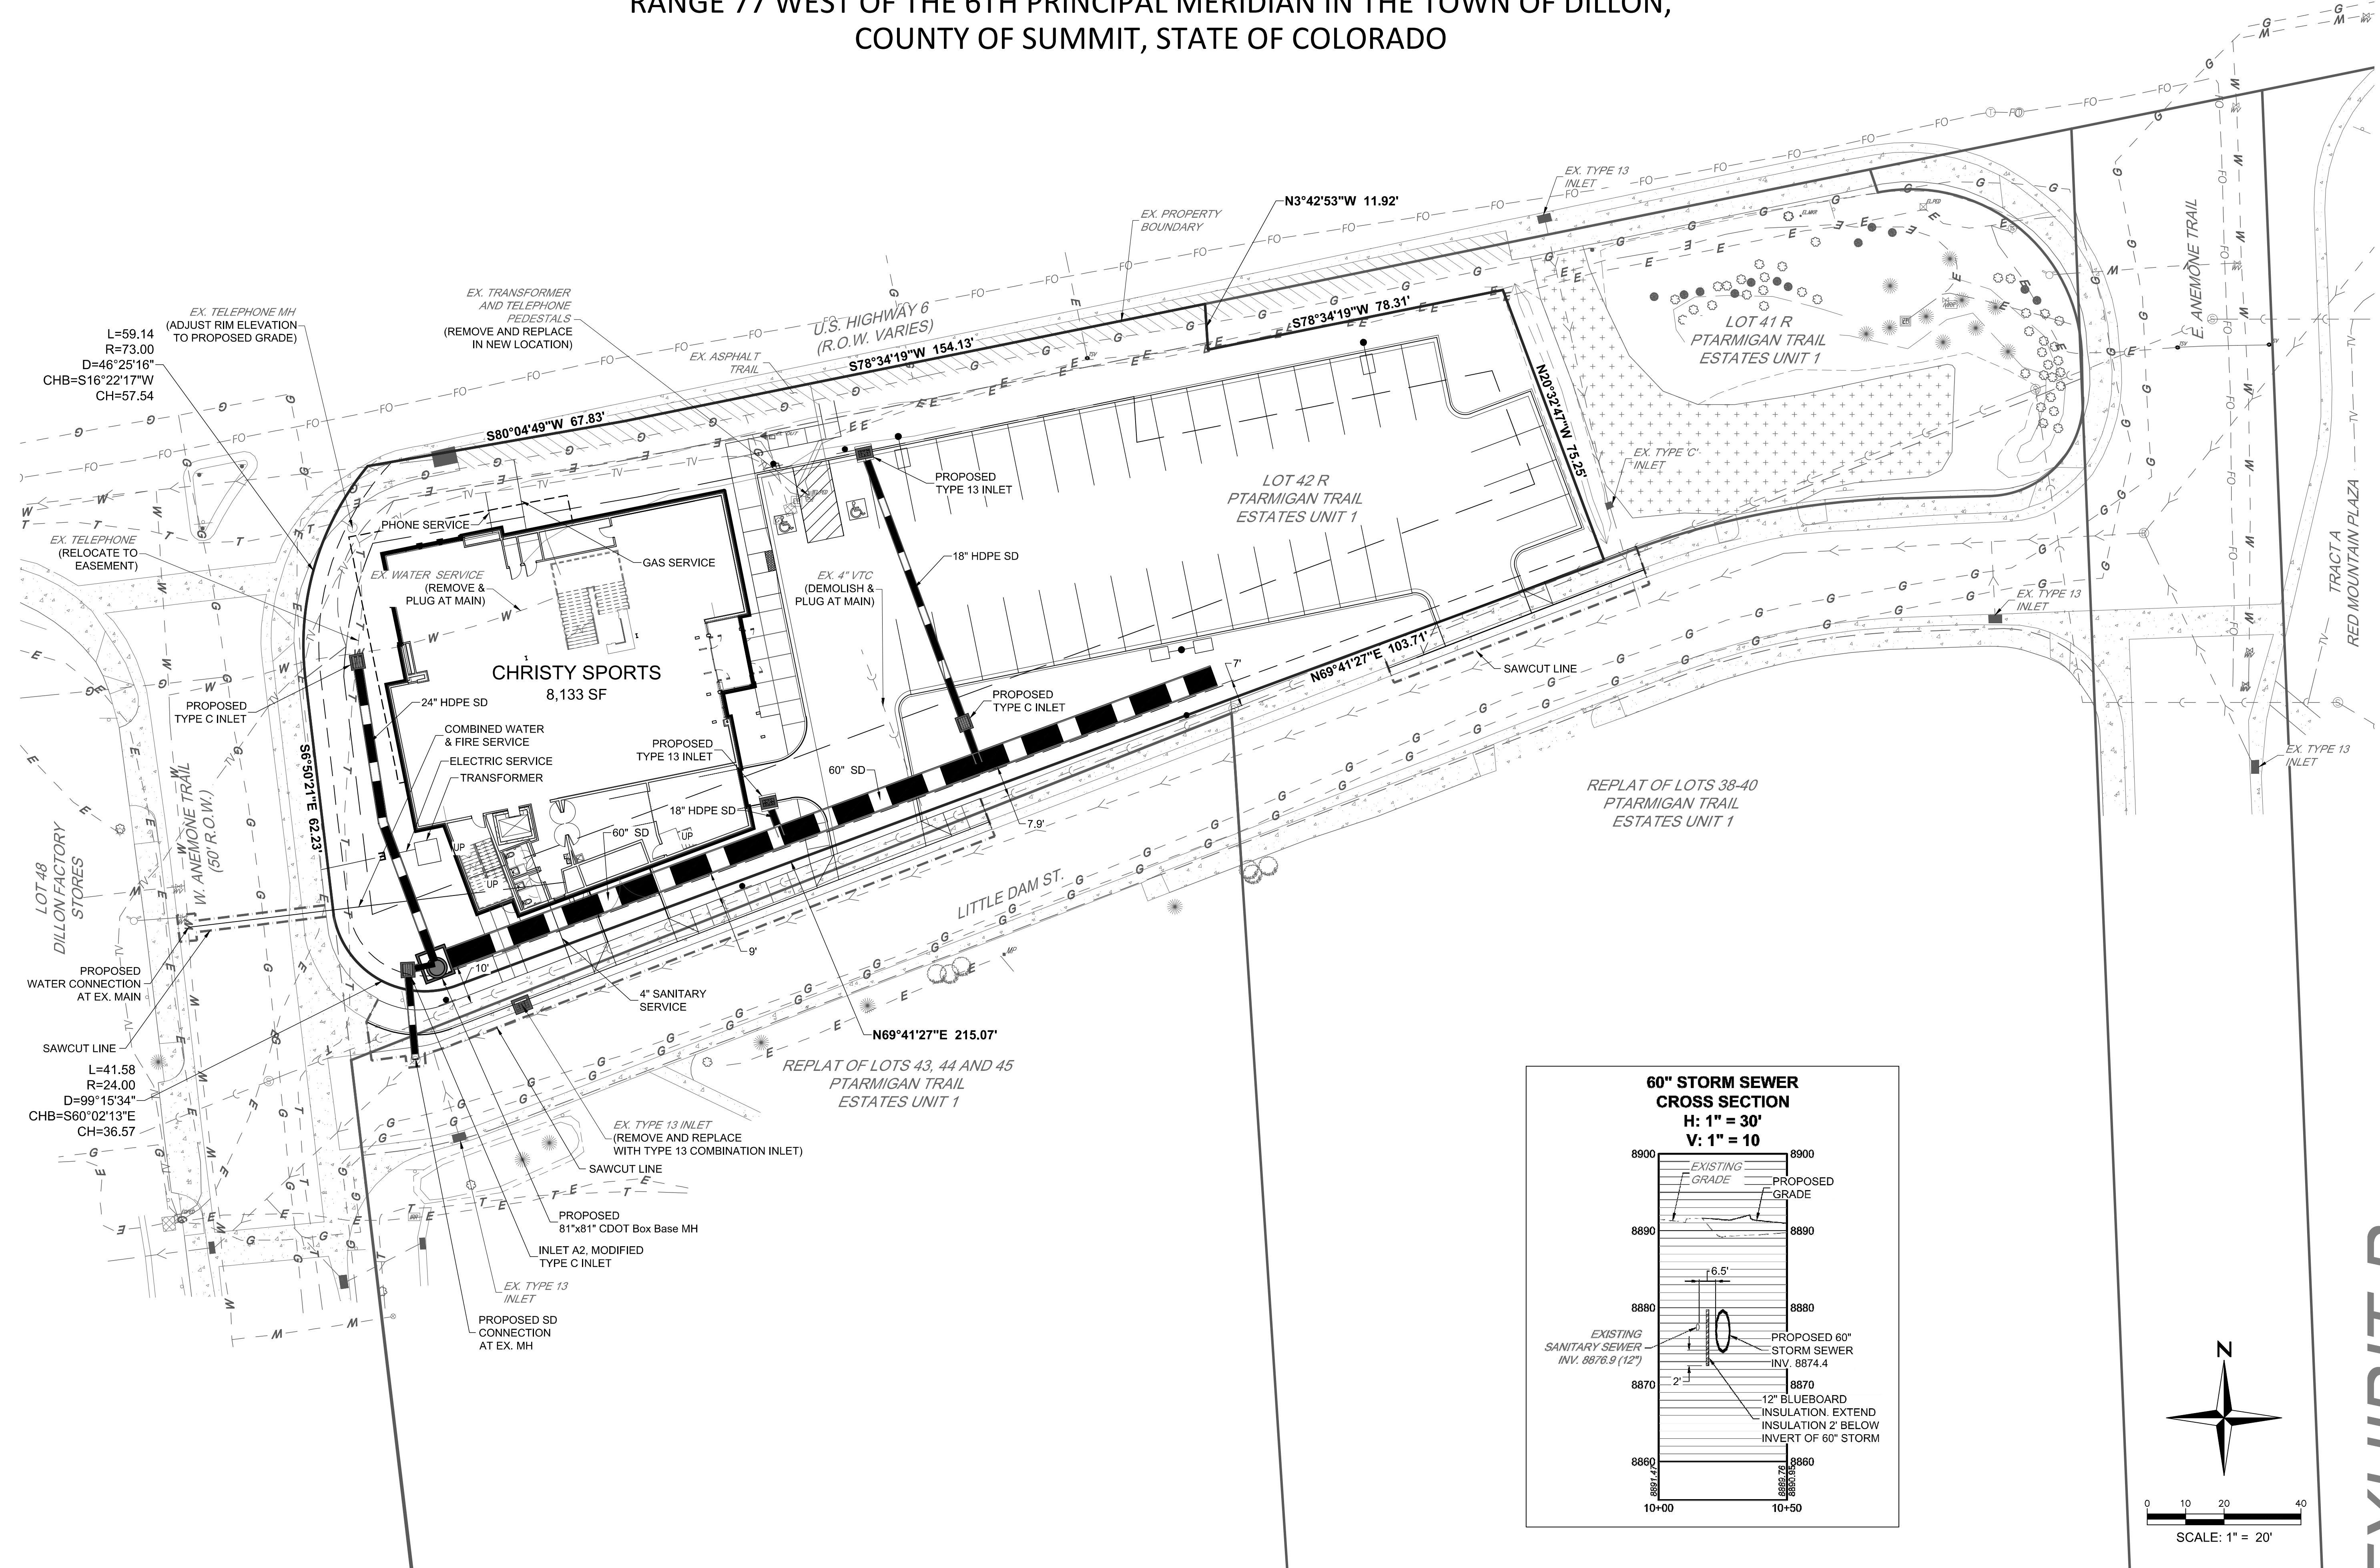 RANGE 77 WEST OF THE 6TH PRINCIPAL MERIDIAN IN THE TOWN OF DILLON,
COUNTY OF SUMMIT, STATE OF COLORADO
EX. TYPE 13
INLET
N3°42'53"W 11.92'
EX. PROPERTY
BOUNDARY
U.S. HIGHWAY 6
(R.O.W. VARIES)
EX. TRANSFORMER
AND TELEPHONE
PEDESTALS
(REMOVE AND REPLACE
IN NEW LOCATION)
EX. ASPHALT
TRAIL
EX. TELEPHONE MH
(ADJUST RIM ELEVATION
TO PROPOSED GRADE)
L=59.14
R=73.00
D=46°25'16"
CHB=S16°22'17"W
CH=57.54
S80°04'49"W 67.83'
S78°34'19"W 154.13'
S78°34'19"W 78.31'
N20°32'47"W 75.25'
LOT 41 R
PTARMIGAN TRAIL
ESTATES UNIT 1
E. ANEMONE TRAIL
TRACT A
RED MOUNTAIN PLAZA
EX. TYPE 'C'
INLET
LOT 42 R
PTARMIGAN TRAIL
ESTATES UNIT 1
PROPOSED
TYPE 13 INLET
18" HDPE SD
PHONE SERVICE
GAS SERVICE
EX. TELEPHONE
(RELOCATE TO
EASEMENT)
EX. WATER SERVICE
(REMOVE &
PLUG AT MAIN)
EX. 4" VTC
(DEMOLISH &
PLUG AT MAIN)
EX. TYPE 13
INLET
CHRISTY SPORTS
8,133 SF
SAWCUT LINE
N69°41'27"E 103.71'
7'
PROPOSED
TYPE C INLET
24" HDPE SD
PROPOSED
TYPE C INLET
COMBINED WATER
& FIRE SERVICE
ELECTRIC SERVICE
TRANSFORMER
PROPOSED
TYPE 13 INLET
60" SD
18" HDPE SD
60" SD
UP
UP
UP
7.9'
EX. TYPE 13
INLET
REPLAT OF LOTS 38-40
PTARMIGAN TRAIL
ESTATES UNIT 1
S6°50'21"E 62.23'
W. ANEMONE TRAIL
(50' R.O.W.)
LOT 48
DILLON FACTORY
STORES
LITTLE DAM ST.
9'
10'
4" SANITARY
SERVICE
PROPOSED
WATER CONNECTION
AT EX. MAIN
SAWCUT LINE
N69°41'27"E 215.07'
L=41.58
R=24.00
D=99°15'34"
CHB=S60°02'13"E
CH=36.57
REPLAT OF LOTS 43, 44 AND 45
PTARMIGAN TRAIL
ESTATES UNIT 1
EX. TYPE 13 INLET
(REMOVE AND REPLACE
WITH TYPE 13 COMBINATION INLET)
SAWCUT LINE
PROPOSED
81"x81" CDOT Box Base MH
INLET A2, MODIFIED
TYPE C INLET
EX. TYPE 13
INLET
PROPOSED SD
CONNECTION
AT EX. MH
60" STORM SEWER
CROSS SECTION
H: 1" = 30'
V: 1" = 10
8900 8900
EXISTING
GRADE
PROPOSED
GRADE
8890 8890
6.5'
8880 8880
EXISTING
SANITARY SEWER
INV. 8876.9 (12")
PROPOSED 60"
STORM SEWER
INV. 8874.4
2'
8870 8870
12" BLUEBOARD
INSULATION. EXTEND
INSULATION 2' BELOW
INVERT OF 60" STORM
8860 8860
8891.47
8889.76
8890.95
10+00 10+50
N
0 10 20 40
SCALE: 1" = 20'